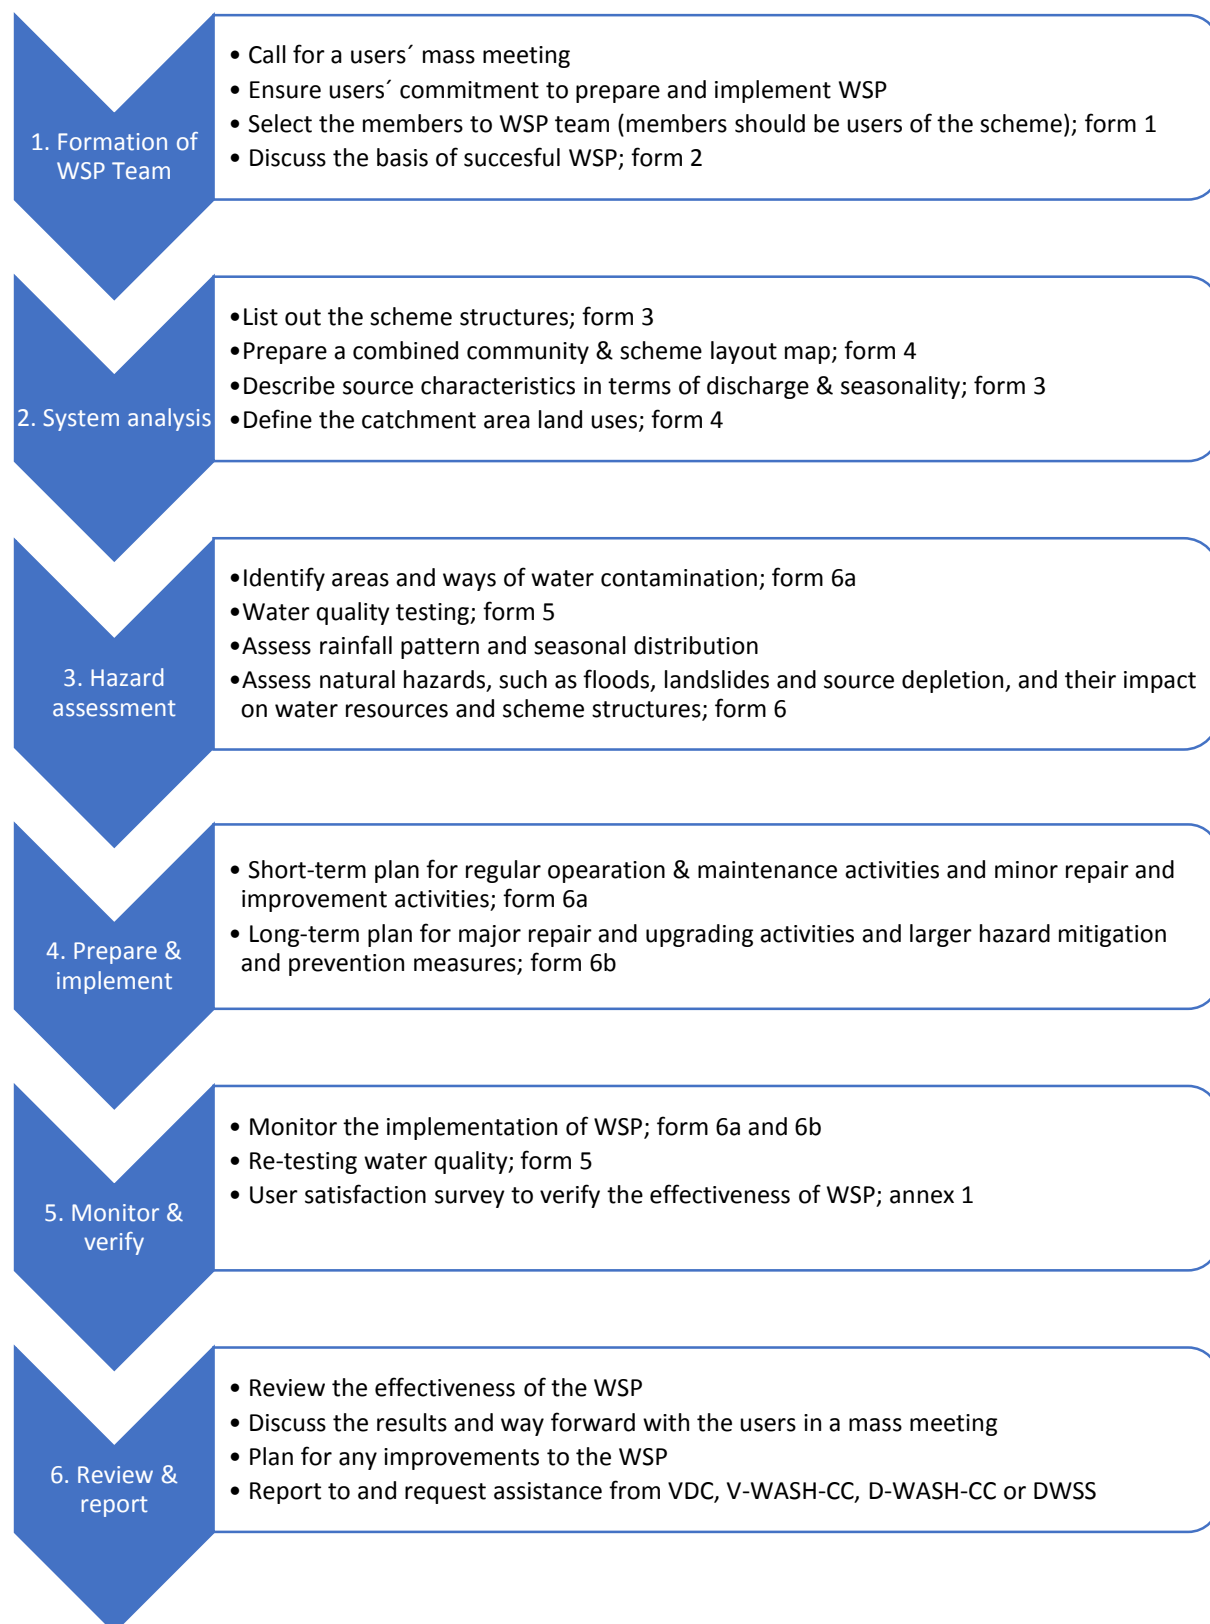 1. Formation of
WSP Team
• Call for a users´ mass meeting
• Ensure users´ commitment to prepare and implement WSP
• Select the members to WSP team (members should be users of the scheme); form 1
• Discuss the basis of succesful WSP; form 2
2. System analysis
•List out the scheme structures; form 3
•Prepare a combined community & scheme layout map; form 4
•Describe source characteristics in terms of discharge & seasonality; form 3
•Define the catchment area land uses; form 4
3. Hazard
assessment
•Identify areas and ways of water contamination; form 6a
•Water quality testing; form 5
•Assess rainfall pattern and seasonal distribution
•Assess natural hazards, such as floods, landslides and source depletion, and their impact
on water resources and scheme structures; form 6
4. Prepare &
implement
• Short-term plan for regular opearation & maintenance activities and minor repair and
improvement activities; form 6a
• Long-term plan for major repair and upgrading activities and larger hazard mitigation
and prevention measures; form 6b
5. Monitor &
verify
• Monitor the implementation of WSP; form 6a and 6b
• Re-testing water quality; form 5
• User satisfaction survey to verify the effectiveness of WSP; annex 1
6. Review &
report
• Review the effectiveness of the WSP
• Discuss the results and way forward with the users in a mass meeting
• Plan for any improvements to the WSP
• Report to and request assistance from VDC, V-WASH-CC, D-WASH-CC or DWSS